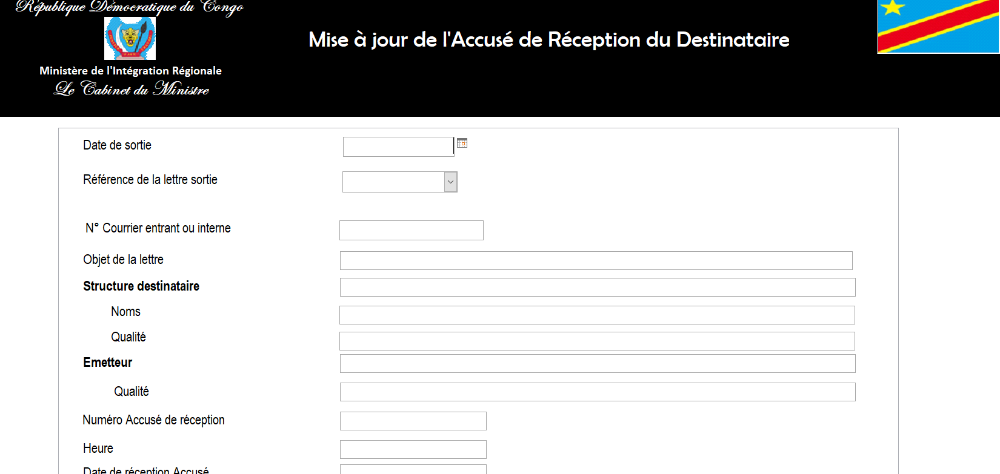 République Démocratique du Congo
Mise à jour de l'Accusé de Réception du Destinataire
Ministère de l'Intégration Régionale
Le Cabinet du Ministre
Date de sortie
Référence de la lettre sortie
N° Courrier entrant ou interne
Objet de la lettre
Structure destinataire
Noms
Qualité
Emetteur
Qualité
Numéro Accusé de réception
Heure
Date de réception Accusé